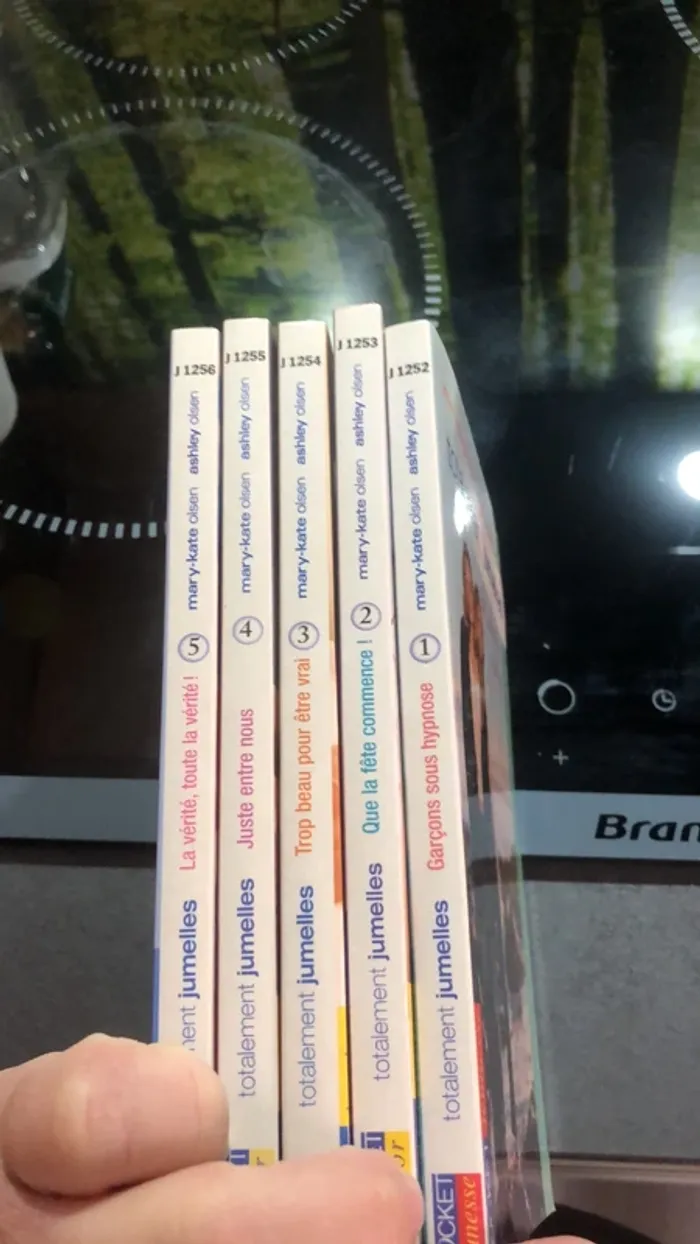 J 1256
mary-kate olsen ashley olsen
5
La vérité, toute la vérité !
jumelles
J 1255
mary-kate olsen ashley olsen
4
Juste entre nous
totalement jumelles
J 1254
mary-kate olsen ashley olsen
3
Trop beau pour être vrai
totalement jumelles
J 1253
mary-kate olsen ashley olsen
2
Que la fête commence !
totalement jumelles
J 1252
mary-kate olsen ashley olsen
1
Garçons sous hypnose
totalement jumelles
OCKET
nesse
Bran